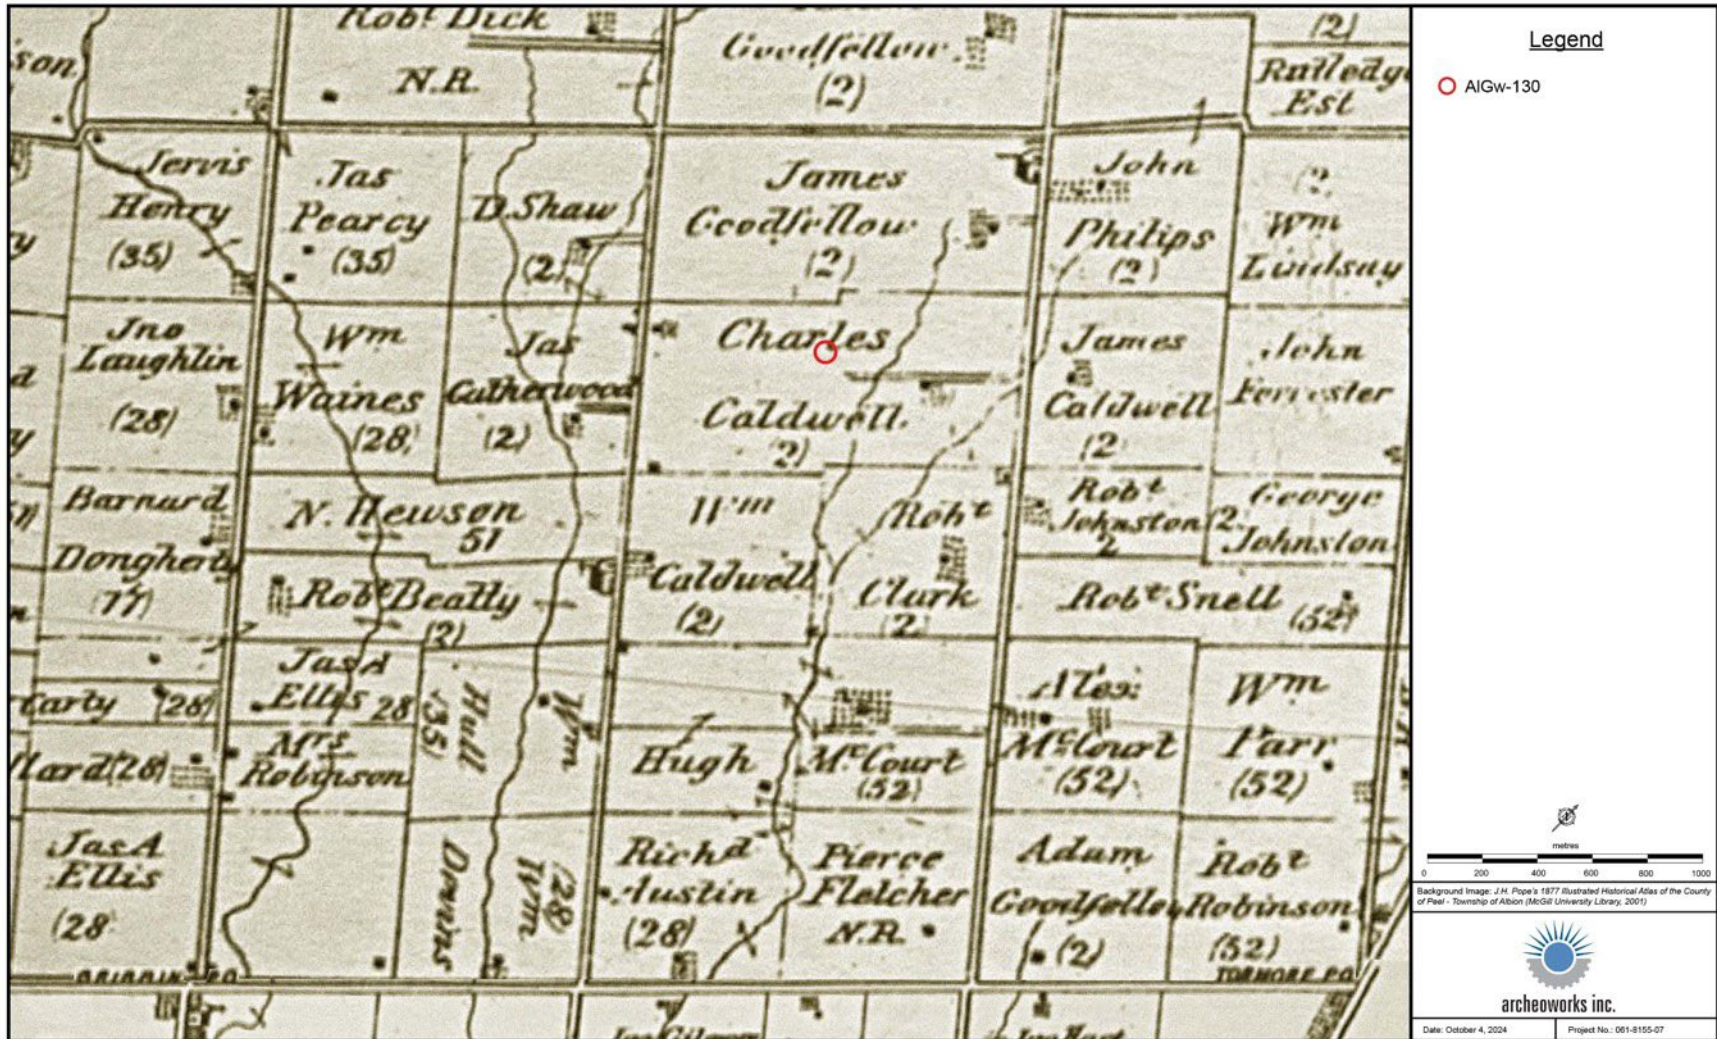 Robt Dick
N.R.
Goodfellow
(2)
(2)
Rutledge
Est
son
Jervis
Henry
(35)
Jas
Pearcy
(35)
D. Shaw
(2)
James
Goodfellow
(2)
John
Philips
(2)
Wm
Lindsay
Jno
Laughlin
(28)
Wm
Waines
(28)
Jas
Catherwood
(2)
Charles
Caldwell.
2)
James
Caldwell
(2
John
Forrester
Barnard
Dongherty
(77)
N. Hewson
51
Wm
Caldwell
(2)
Robt
Clark
(2
Robt
Johnston
2
George
(2
Johnston
Robt Beatty
(2)
Robt Snell (52)
Carty (28)
Jas A
Ellis 28
Hull
(35)
Wm
Alex:
McCourt
(52)
Wm
Parr
(52)
lard (28)
Mrs
Robinson
Hugh
McCourt
(52)
Jas A
Ellis
(28
Downs
(28
Wm
Richd
Austin
(28)
Pierce
Fletcher
N.R.
Adam
Goodfellow
(2)
Robt
Robinson
(52)
TORMORE P.O
Legend
AlGw-130
metres
0 200 400 600 800 1000
Background Image: J.H. Pope's 1877 Illustrated Historical Atlas of the County
of Peel - Township of Albion (McGill University Library, 2001)
archeoworks inc.
Date: October 4, 2024
Project No.: 061-8155-07